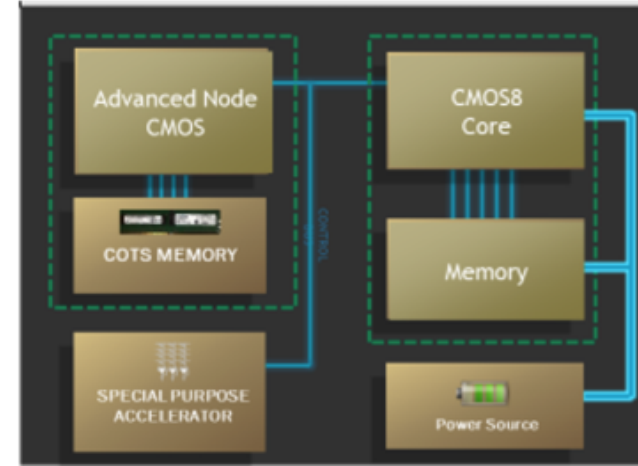 Advanced Node
CMOS
COTS MEMORY
SPECIAL PURPOSE
ACCELERATOR
CONTROL
CMOS8
Core
Memory
Power Source